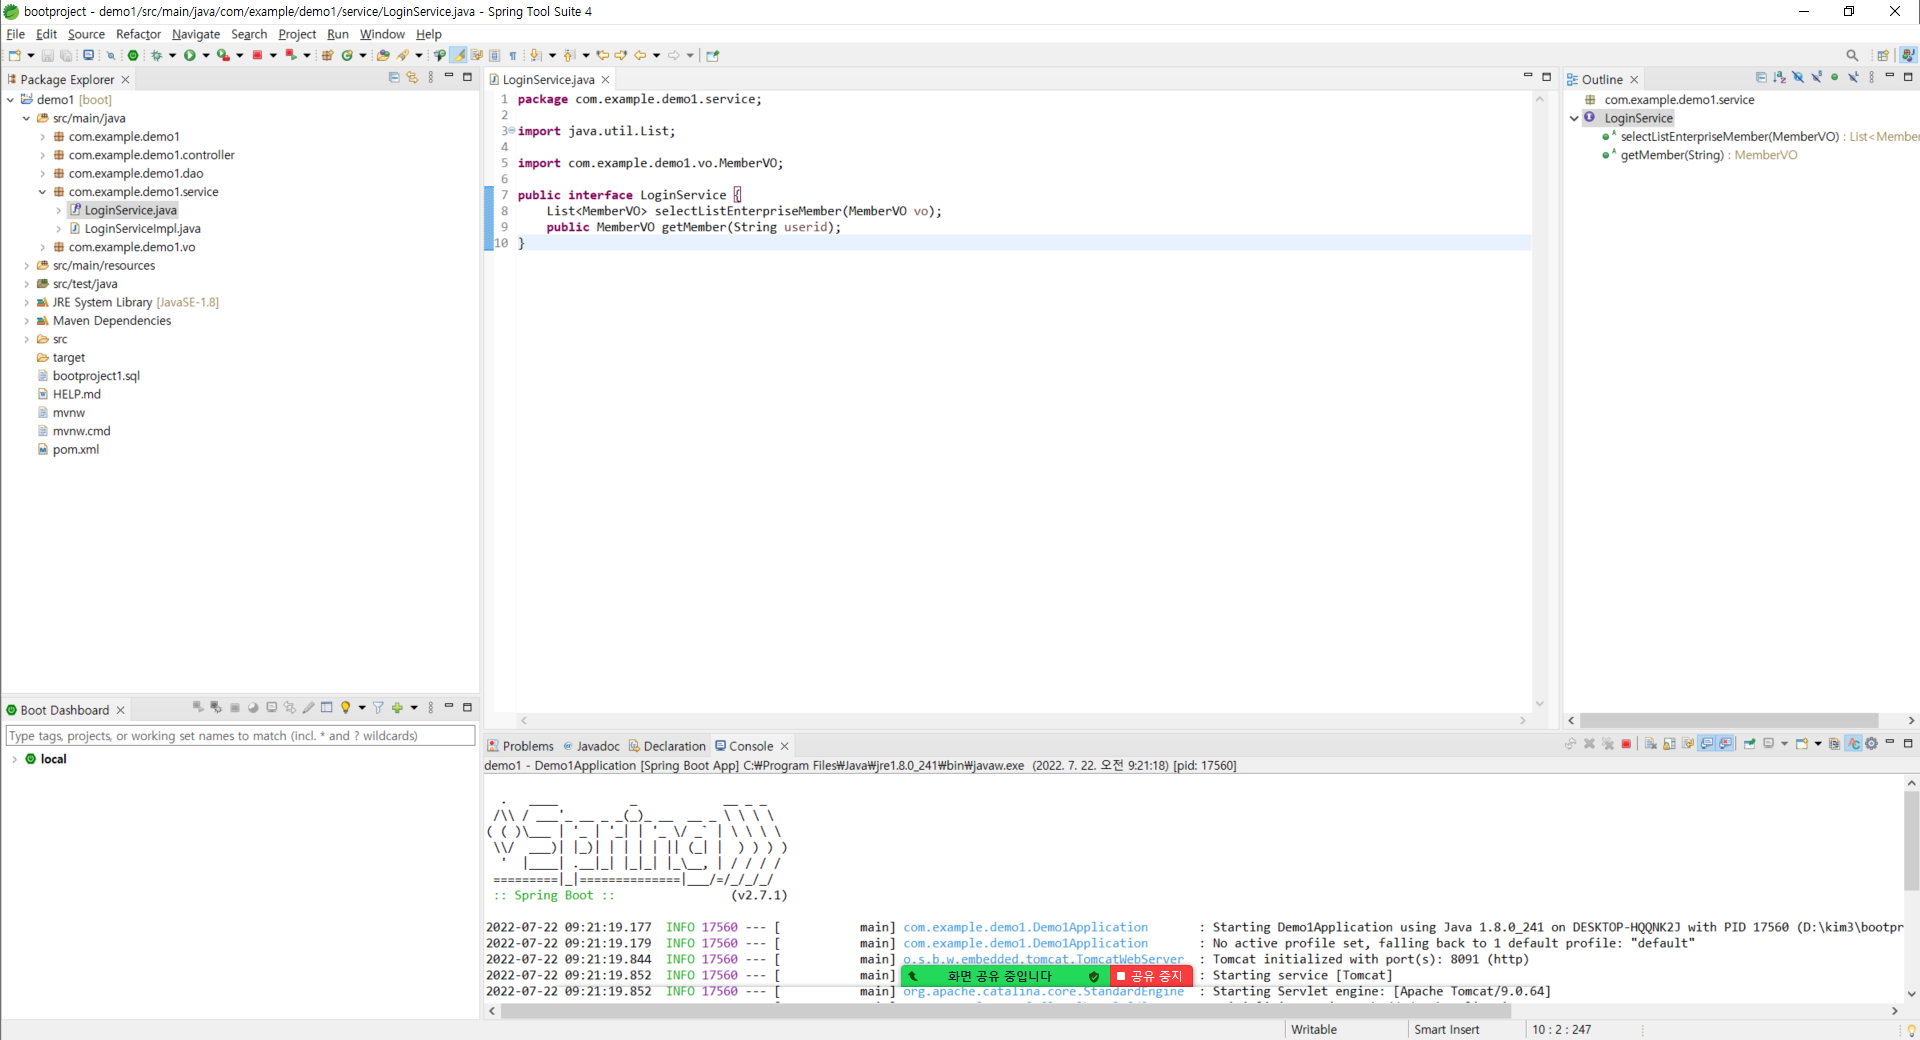 bootproject - demo1/src/main/java/com/example/demo1/service/LoginService.java - Spring Tool Suite 4
File Edit Source Refactor Navigate Search Project Run Window Help
Package Explorer
demo1 [boot]
src/main/java
com.example.demo1
com.example.demo1.controller
com.example.demo1.dao
com.example.demo1.service
LoginService.java
LoginServiceImpl.java
com.example.demo1.vo
src/main/resources
src/test/java
JRE System Library [JavaSE-1.8]
Maven Dependencies
src
target
bootproject1.sql
HELP.md
mvnw
mvnw.cmd
pom.xml
Boot Dashboard
Type tags, projects, or working set names to match (incl. * and ? wildcards)
local
LoginService.java
1 package com.example.demo1.service;
2
3 import java.util.List;
4
5 import com.example.demo1.vo.MemberVO;
6
7 public interface LoginService {
8 List<MemberVO> selectListEnterpriseMember(MemberVO vo);
9 public MemberVO getMember(String userid);
10 }
Outline
com.example.demo1.service
LoginService
selectListEnterpriseMember(MemberVO) : List<Member
getMember(String) : MemberVO
Problems Javadoc Declaration Console
demo1 - Demo1Application [Spring Boot App] C:₩Program Files₩Java₩jre1.8.0_241₩bin₩javaw.exe (2022. 7. 22. 오전 9:21:18) [pid: 17560]
:: Spring Boot :: (v2.7.1)
2022-07-22 09:21:19.177 INFO 17560 --- [ main] com.example.demo1.Demo1Application : Starting Demo1Application using Java 1.8.0_241 on DESKTOP-HQQNK2J with PID 17560 (D:\kim3\bootpr
2022-07-22 09:21:19.179 INFO 17560 --- [ main] com.example.demo1.Demo1Application : No active profile set, falling back to 1 default profile: "default"
2022-07-22 09:21:19.844 INFO 17560 --- [ main] o.s.b.w.embedded.tomcat.TomcatWebServer : Tomcat initialized with port(s): 8091 (http)
2022-07-22 09:21:19.852 INFO 17560 --- [ main] : Starting service [Tomcat]
화면 공유 중입니다 공유 중지
2022-07-22 09:21:19.852 INFO 17560 --- [ main] org.apache.catalina.core.StandardEngine : Starting Servlet engine: [Apache Tomcat/9.0.64]
Writable Smart Insert 10 : 2 : 247